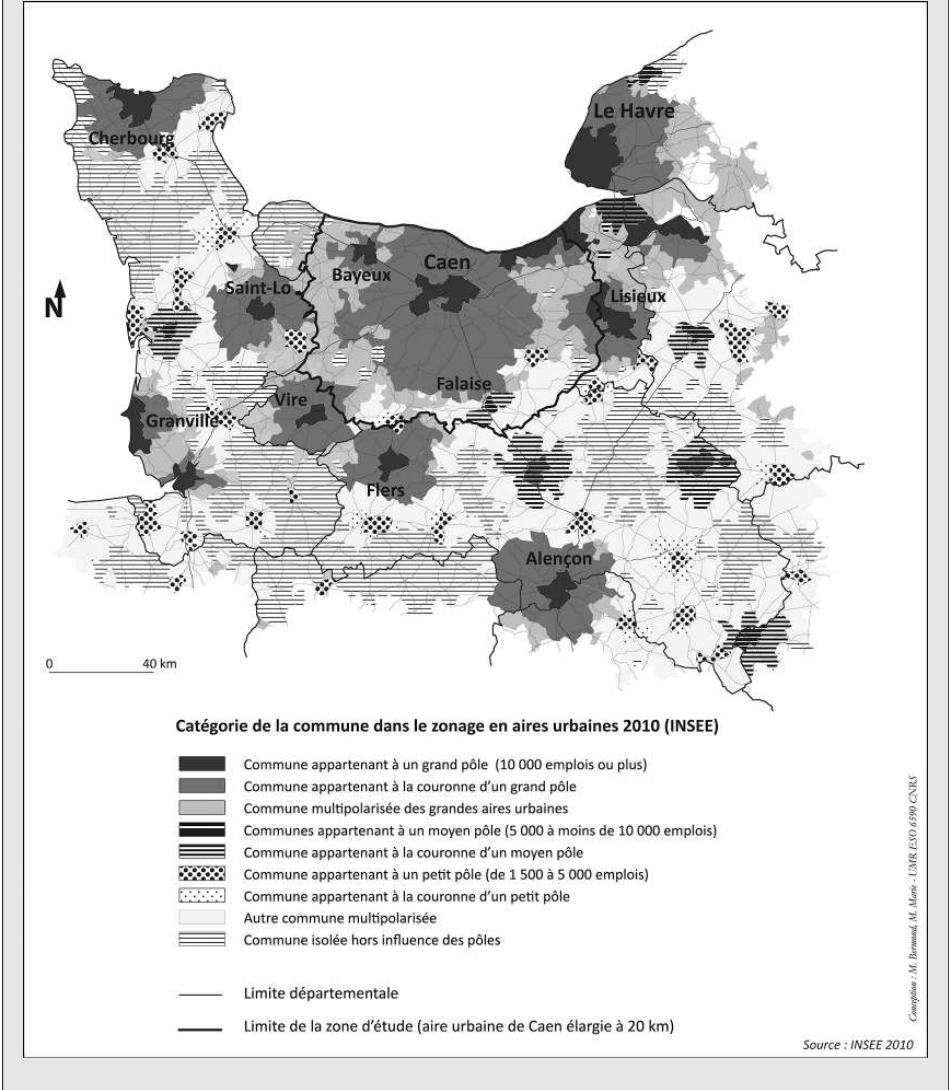 Le Havre
Cherbourg
Caen
Bayeux
Saint-Lo
Lisieux
N
Falaise
Vire
Granville
Flers
Alençon
0 40 km
Catégorie de la commune dans le zonage en aires urbaines 2010 (INSEE)
Commune appartenant à un grand pôle (10 000 emplois ou plus)
Commune appartenant à la couronne d'un grand pôle
Commune multipolarisée des grandes aires urbaines
Communes appartenant à un moyen pôle (5 000 à moins de 10 000 emplois)
Commune appartenant à la couronne d'un moyen pôle
Commune appartenant à un petit pôle (de 1 500 à 5 000 emplois)
Commune appartenant à la couronne d'un petit pôle
Autre commune multipolarisée
Commune isolée hors influence des pôles
Limite départementale
Limite de la zone d'étude (aire urbaine de Caen élargie à 20 km)
Conception : M. Bermond, M. Marie - UMR ESO 6590 CNRS
Source : INSEE 2010